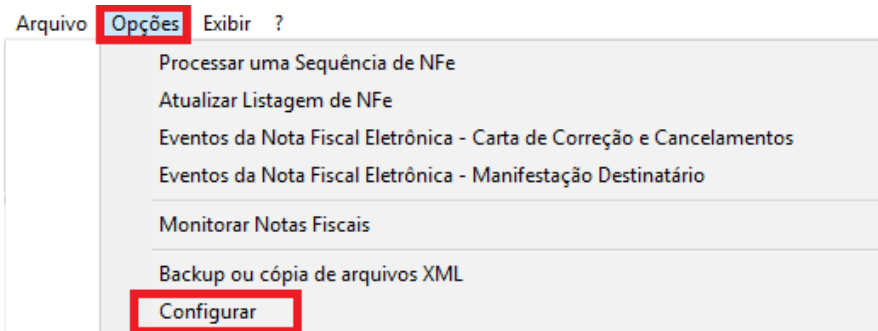 Arquivo Opções Exibir ?
Processar uma Sequência de NFe
Atualizar Listagem de NFe
Eventos da Nota Fiscal Eletrônica - Carta de Correção e Cancelamentos
Eventos da Nota Fiscal Eletrônica - Manifestação Destinatário
Monitorar Notas Fiscais
Backup ou cópia de arquivos XML
Configurar